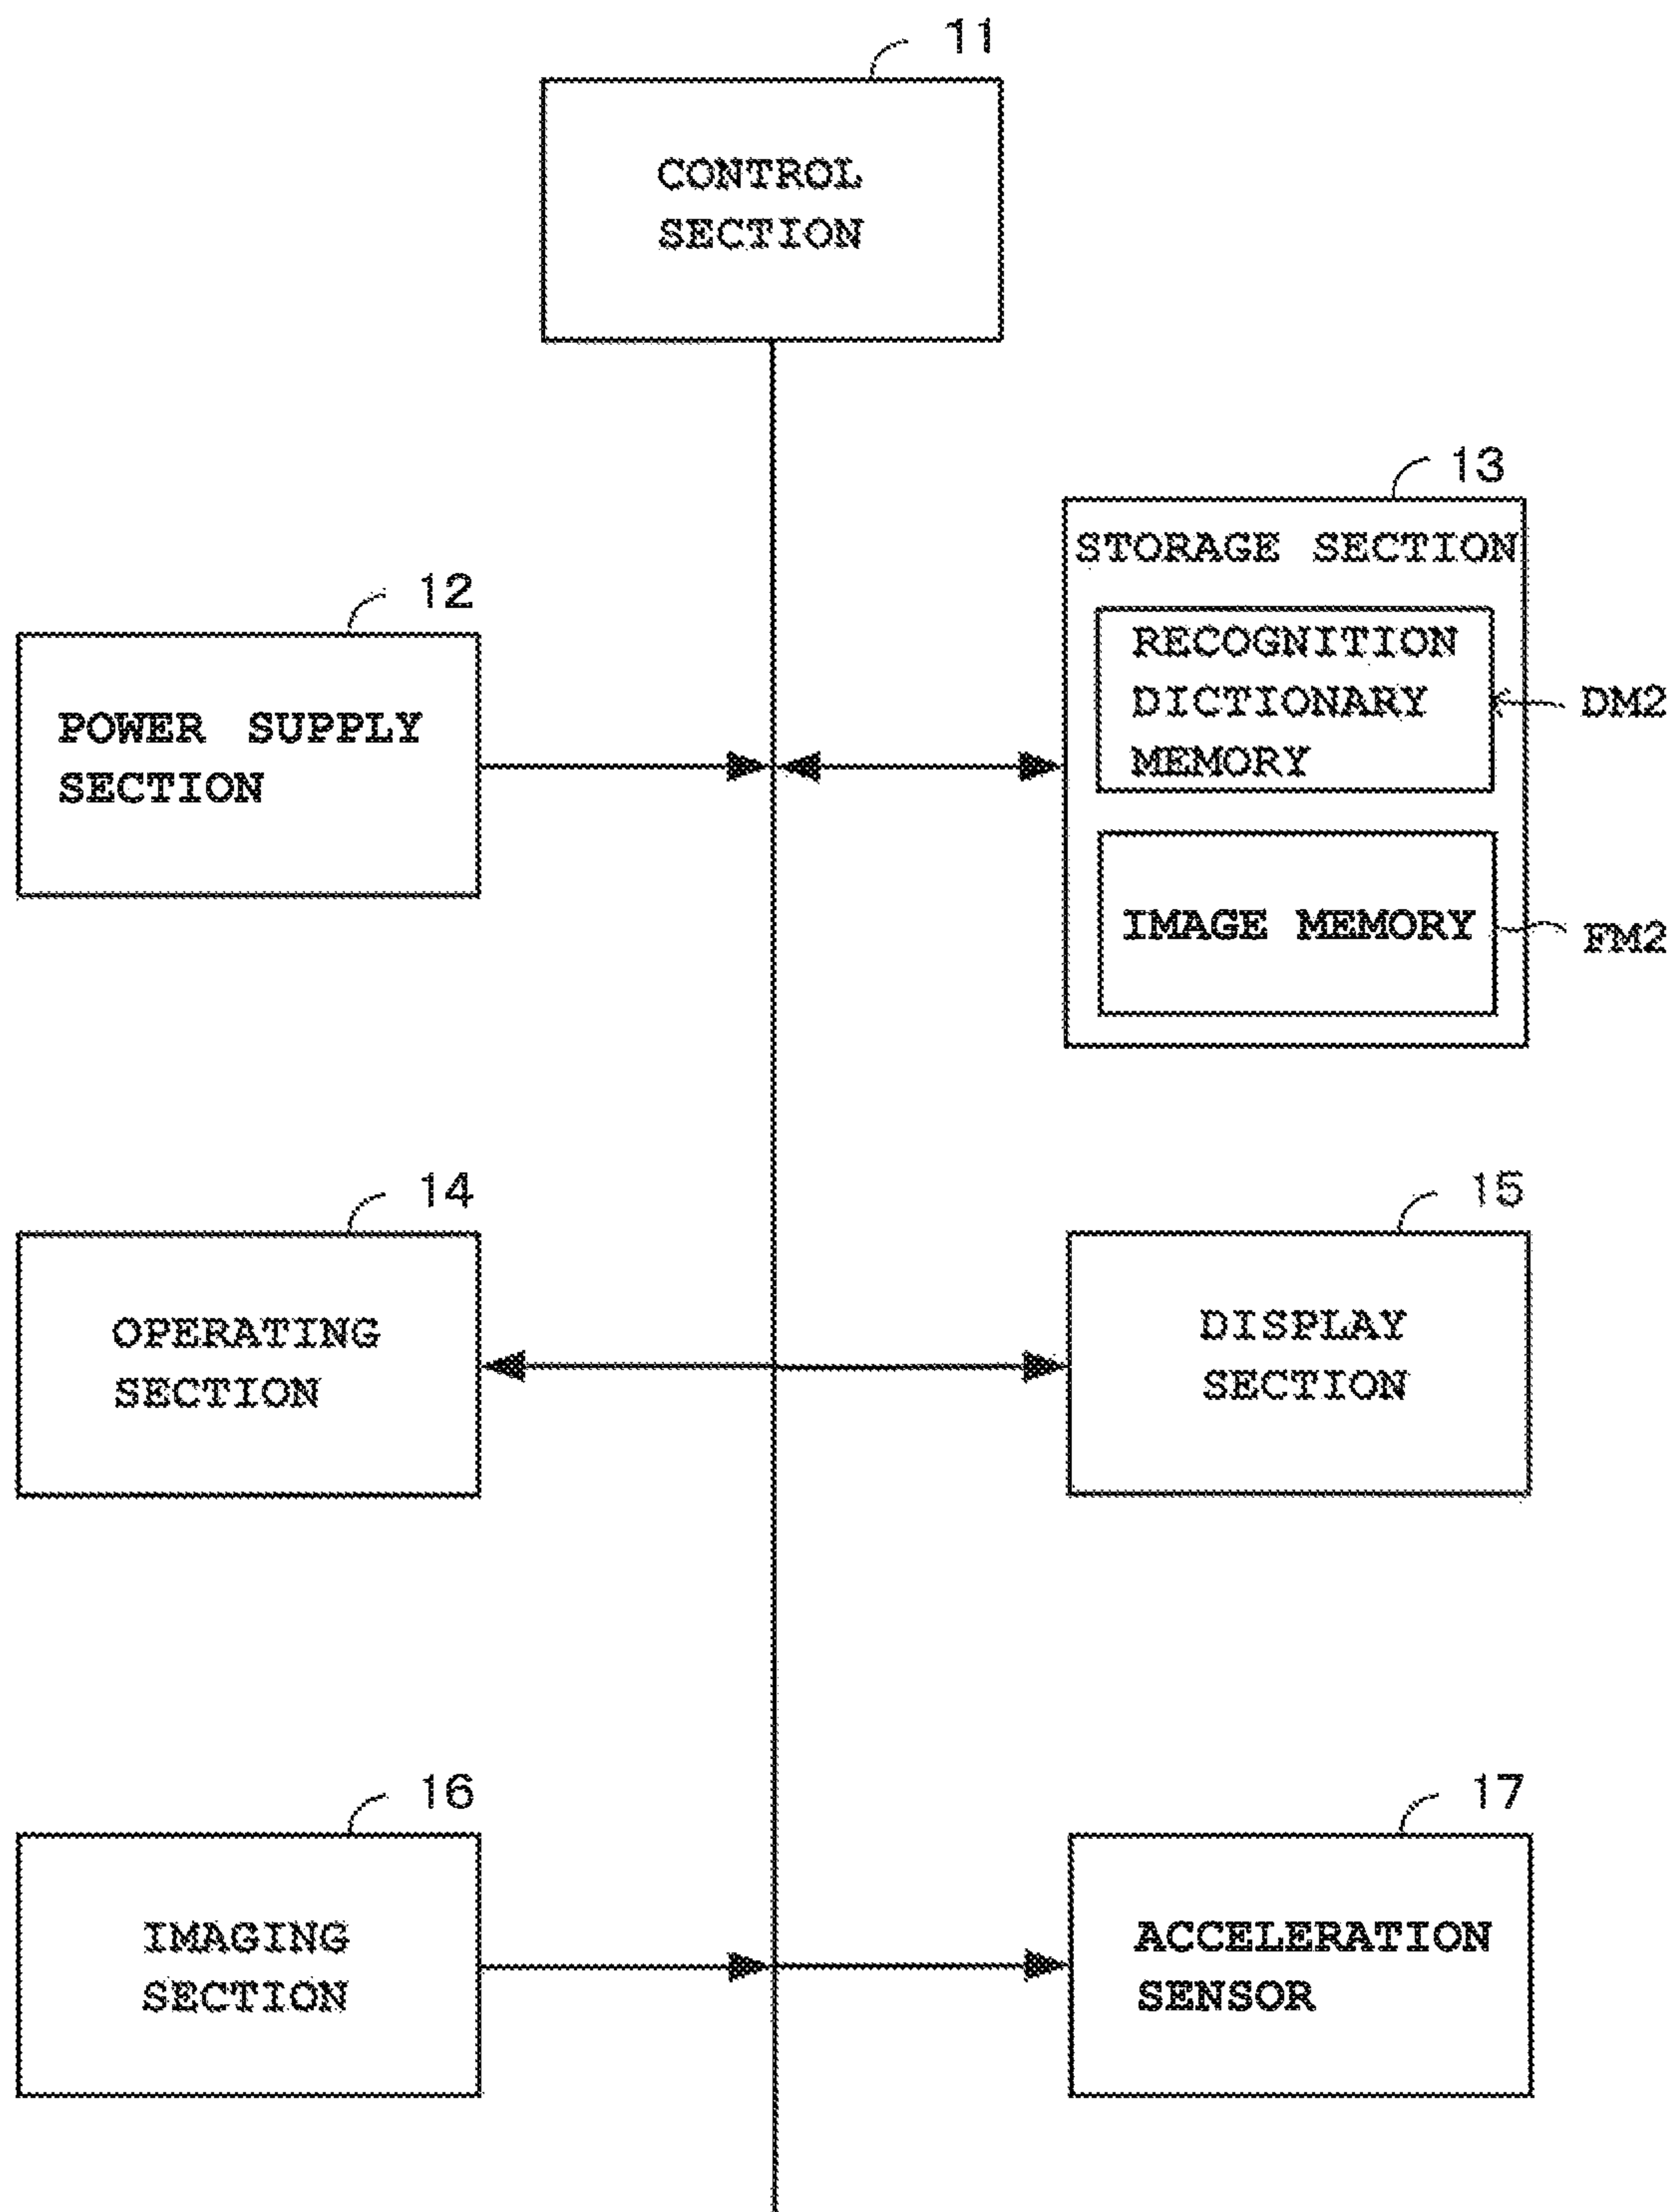 11
CONTROL
SECTION
13
STORAGE SECTION
RECOGNITION
DICTIONARY
MEMORY
DM2
IMAGE MEMORY
FM2
12
POWER SUPPLY
SECTION
14
OPERATING
SECTION
15
DISPLAY
SECTION
16
IMAGING
SECTION
17
ACCELERATION
SENSOR